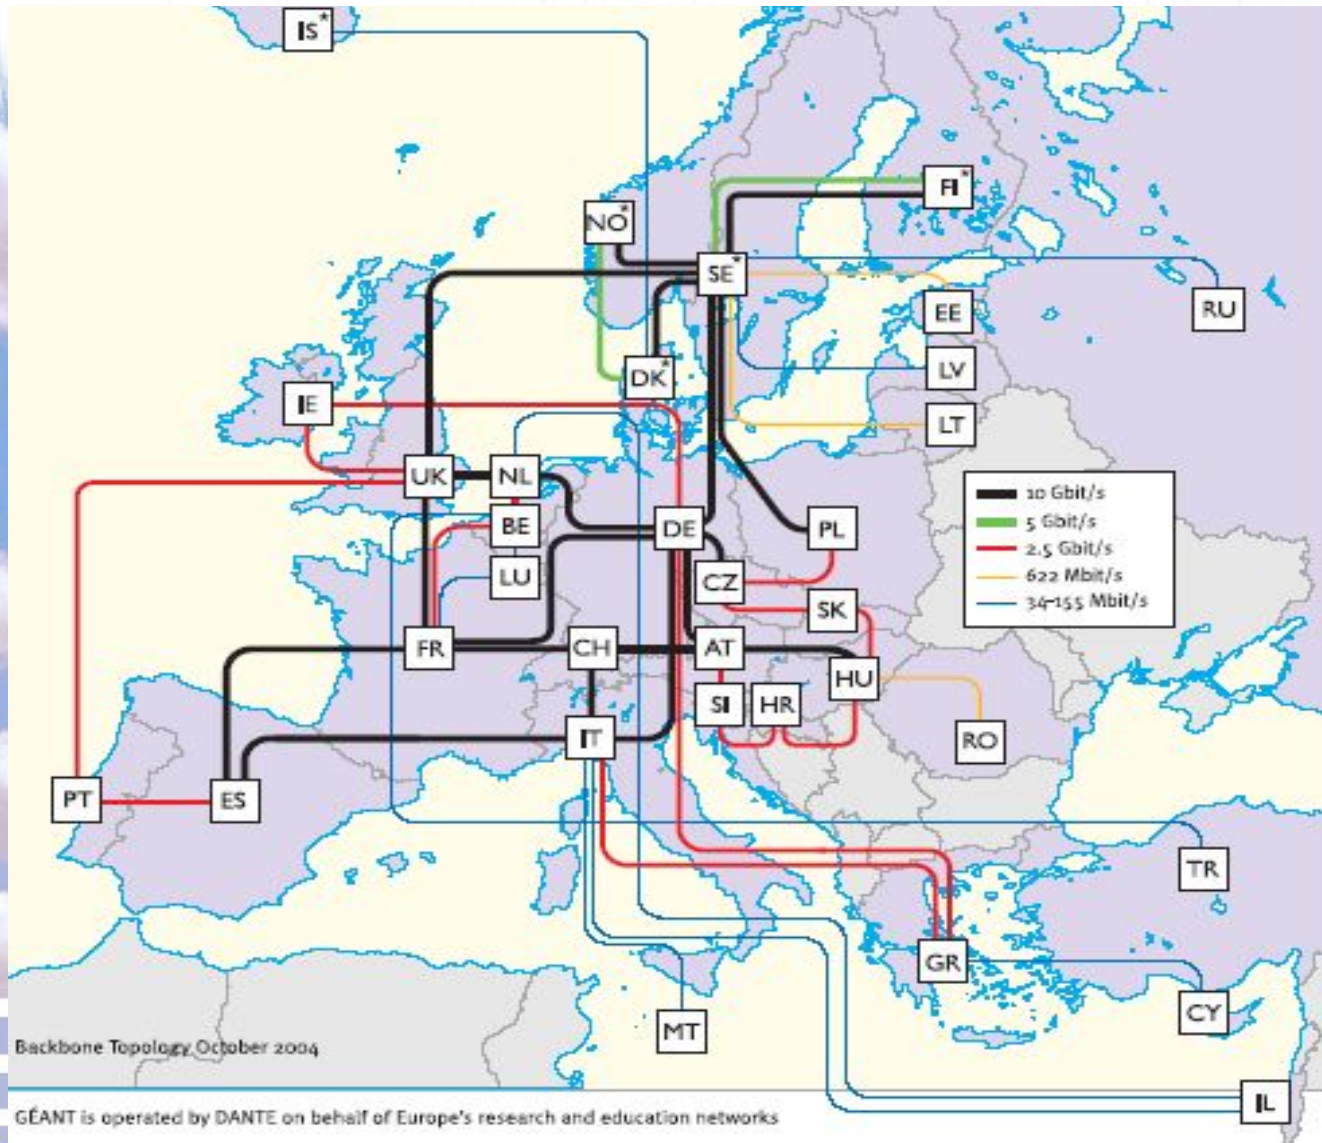 IS*
FI*
NO*
SE*
EE
RU
DK*
LV
IE
LT
UK
NL
10 Gbit/s
5 Gbit/s
2.5 Gbit/s
622 Mbit/s
34-155 Mbit/s
BE
DE
PL
LU
CZ
SK
FR
CH
AT
HU
SI
HR
IT
RO
PT
ES
TR
GR
CY
MT
Backbone Topology October 2004
IL
GÉANT is operated by DANTE on behalf of Europe's research and education networks